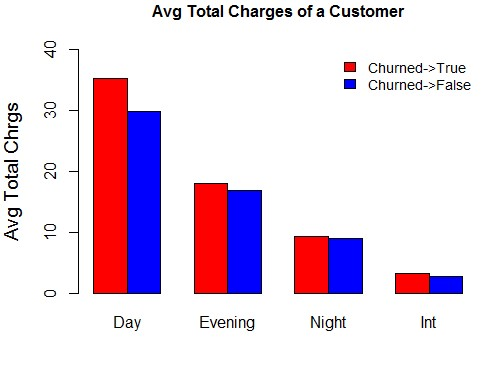 Avg Total Charges of a Customer
Avg Total Chrgs
40
30
20
10
0
Churned->True
Churned->False
Day Evening Night Int